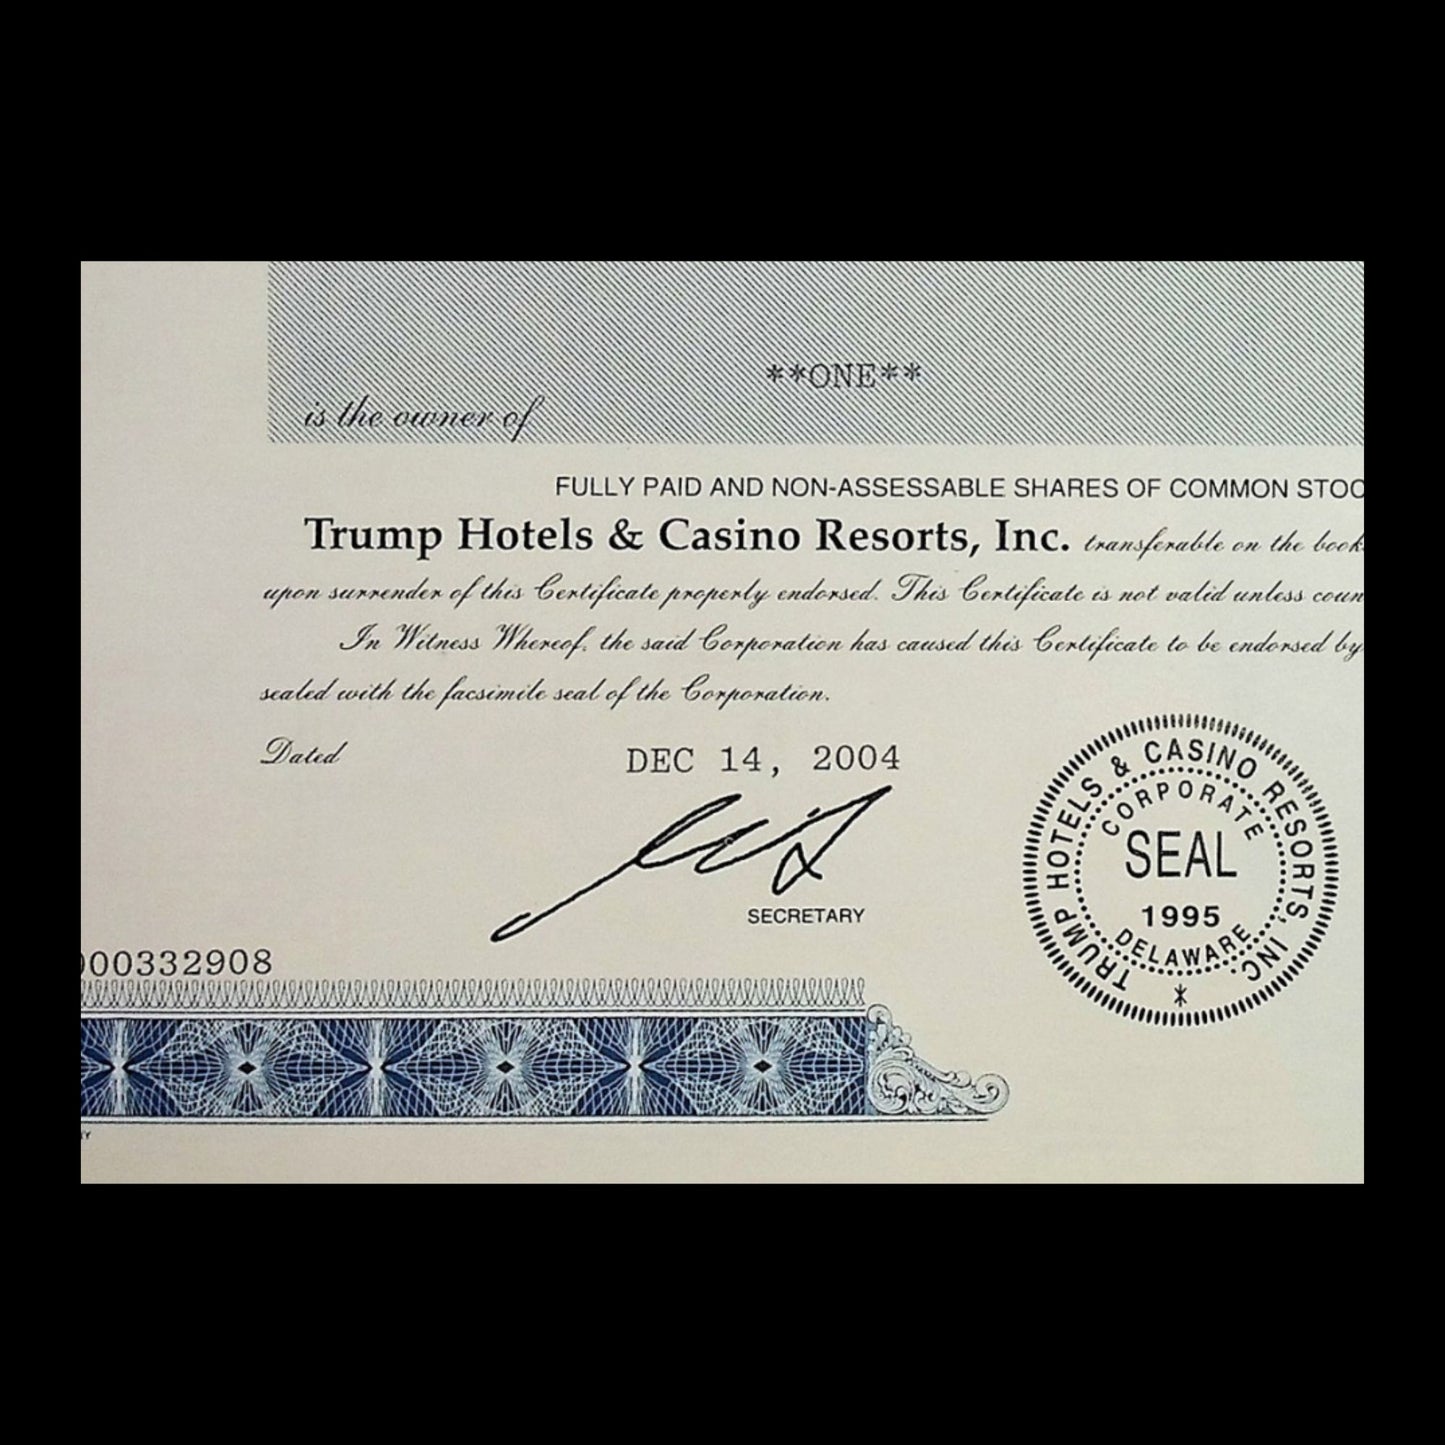 **ONE**
is the owner of
FULLY PAID AND NON-ASSESSABLE SHARES OF COMMON STOC
Trump Hotels & Casino Resorts, Inc. transferable on the book
upon surrender of this Certificate properly endorsed. This Certificate is not valid unless coun
In Witness Whereof, the said Corporation has caused this Certificate to be endorsed by
sealed with the facsimile seal of the Corporation.
Dated DEC 14, 2004
SECRETARY
TRUMP HOTELS & CASINO RESORTS, INC.
CORPORATE
SEAL
1995
DELAWARE
000332908